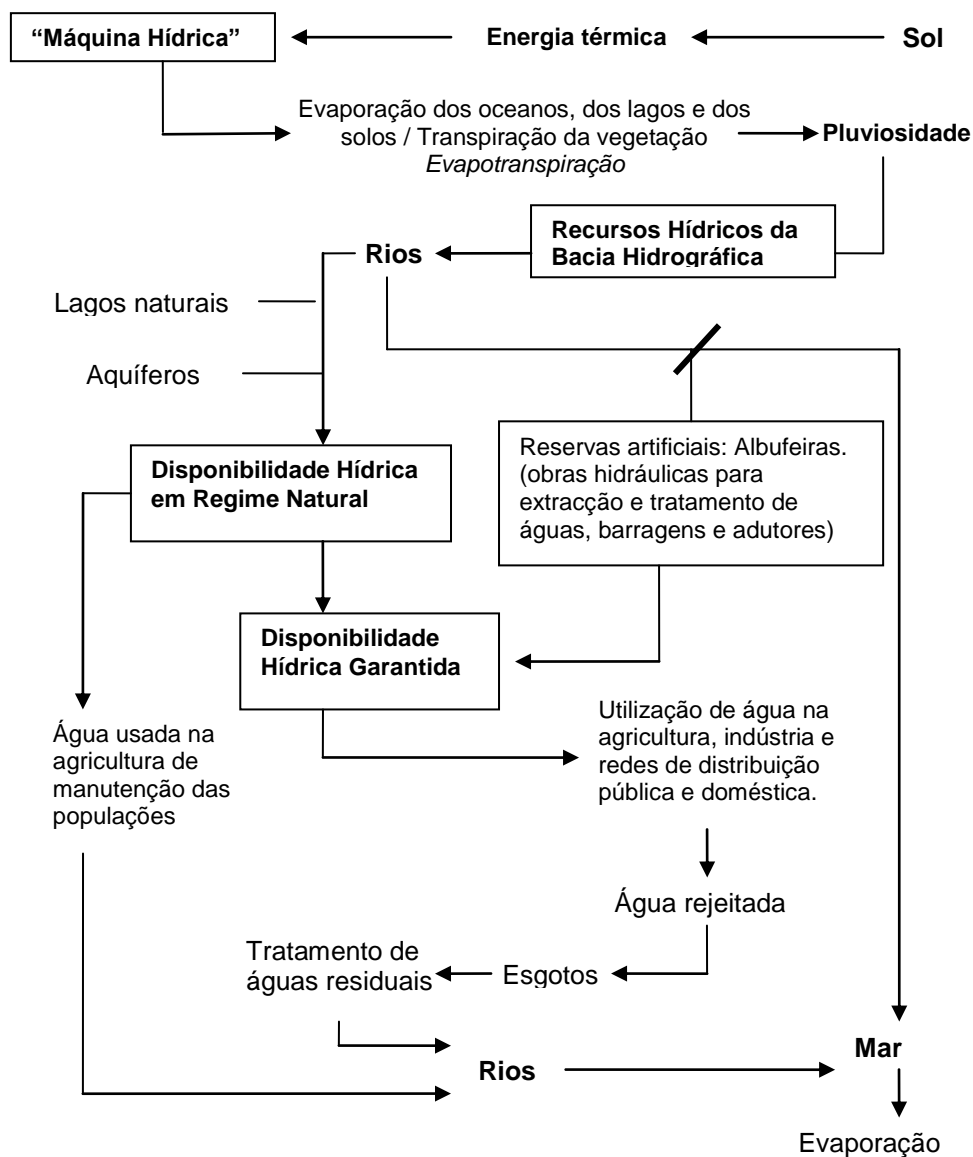 “Máquina Hídrica”
Energia térmica
Sol
Evaporação dos oceanos, dos lagos e dos
solos / Transpiração da vegetação
Evapotranspiração
Pluviosidade
Recursos Hídricos da
Bacia Hidrográfica
Rios
Lagos naturais
Aquíferos
Disponibilidade Hídrica
em Regime Natural
Reservas artificiais: Albufeiras.
(obras hidráulicas para
extracção e tratamento de
águas, barragens e adutores)
Disponibilidade
Hídrica Garantida
Água usada na
agricultura de
manutenção das
populações
Utilização de água na
agricultura, indústria e
redes de distribuição
pública e doméstica.
Água rejeitada
Esgotos
Tratamento de
águas residuais
Rios
Mar
Evaporação